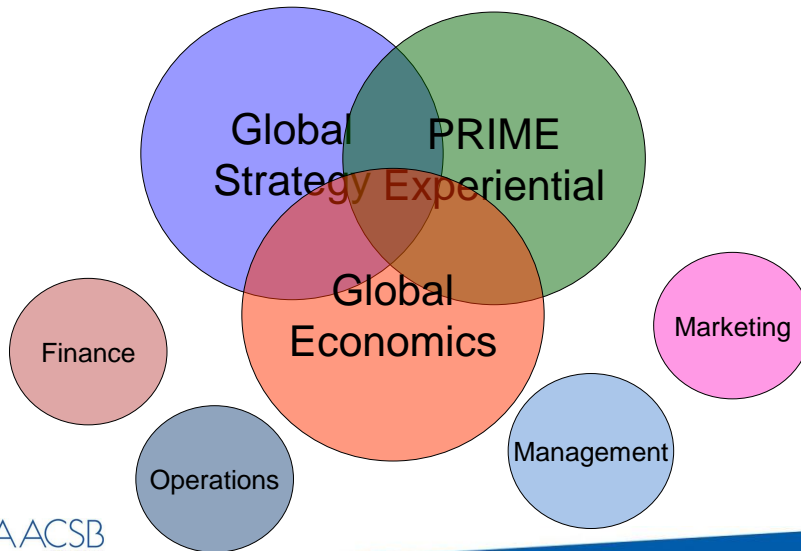 Global
Strategy
PRIME
Experiential
Global
Economics
Marketing
Finance
Management
Operations
AACSB